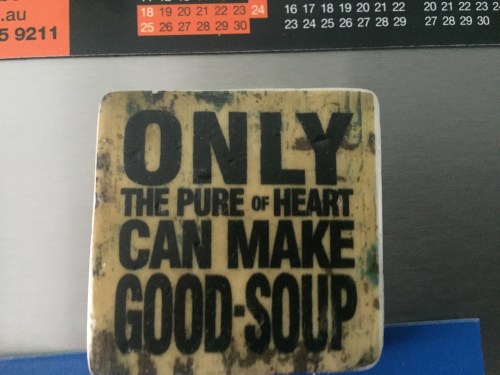 .au
5 9211
18 19 20 21 22 23 24
25 26 27 28 29 30
16 17 18 19 20 21 22
23 24 25 26 27 28 29
20 21 22 23
27 28 29 30
ONLY
THE PURE OF HEART
CAN MAKE
GOOD-SOUP